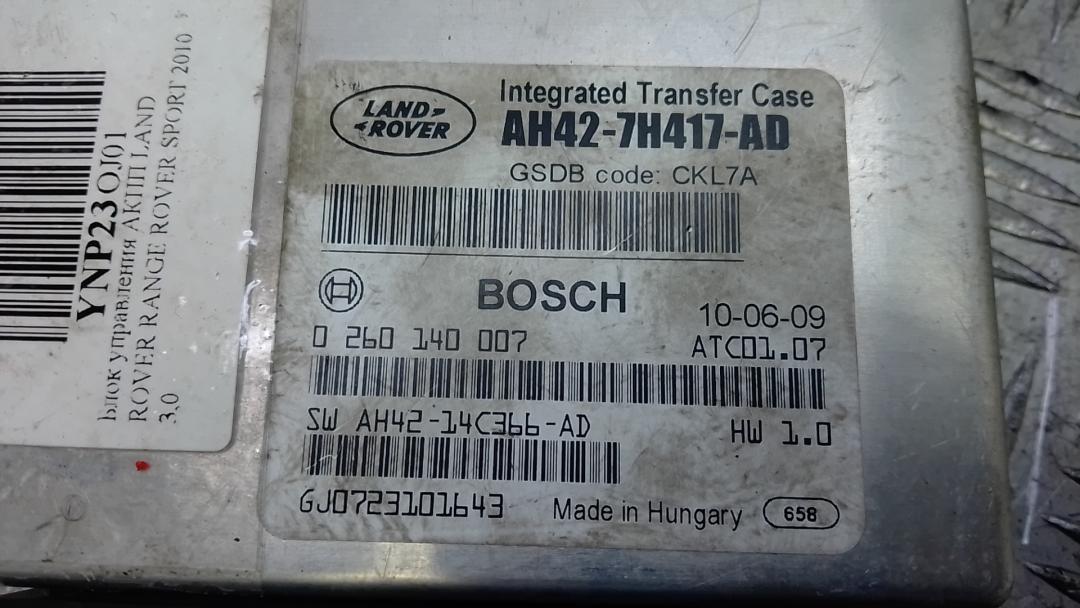 YNP23OJ01
Блок управления АКПП LAND
ROVER RANGE ROVER SPORT 2010
3,0
LAND
ROVER
Integrated Transfer Case
AH42-7H417-AD
GSDB code: CKL7A
BOSCH
10-06-09
0 260 140 007
ATC01.07
SW AH42-14C366-AD
HW 1.0
GJ0723101643
Made in Hungary
658